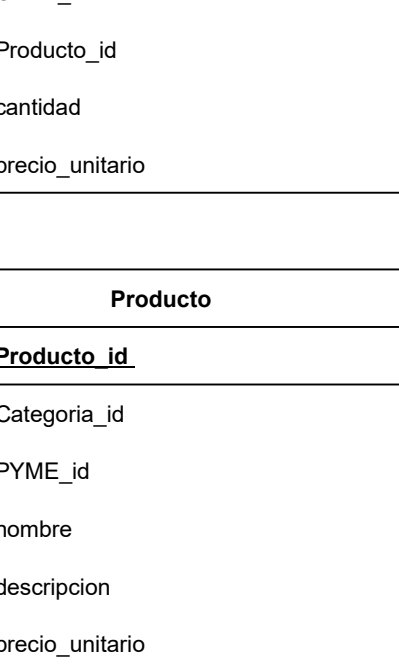 Producto_id
cantidad
precio_unitario
Producto
Producto_id
Categoria_id
PYME_id
nombre
descripcion
precio_unitario